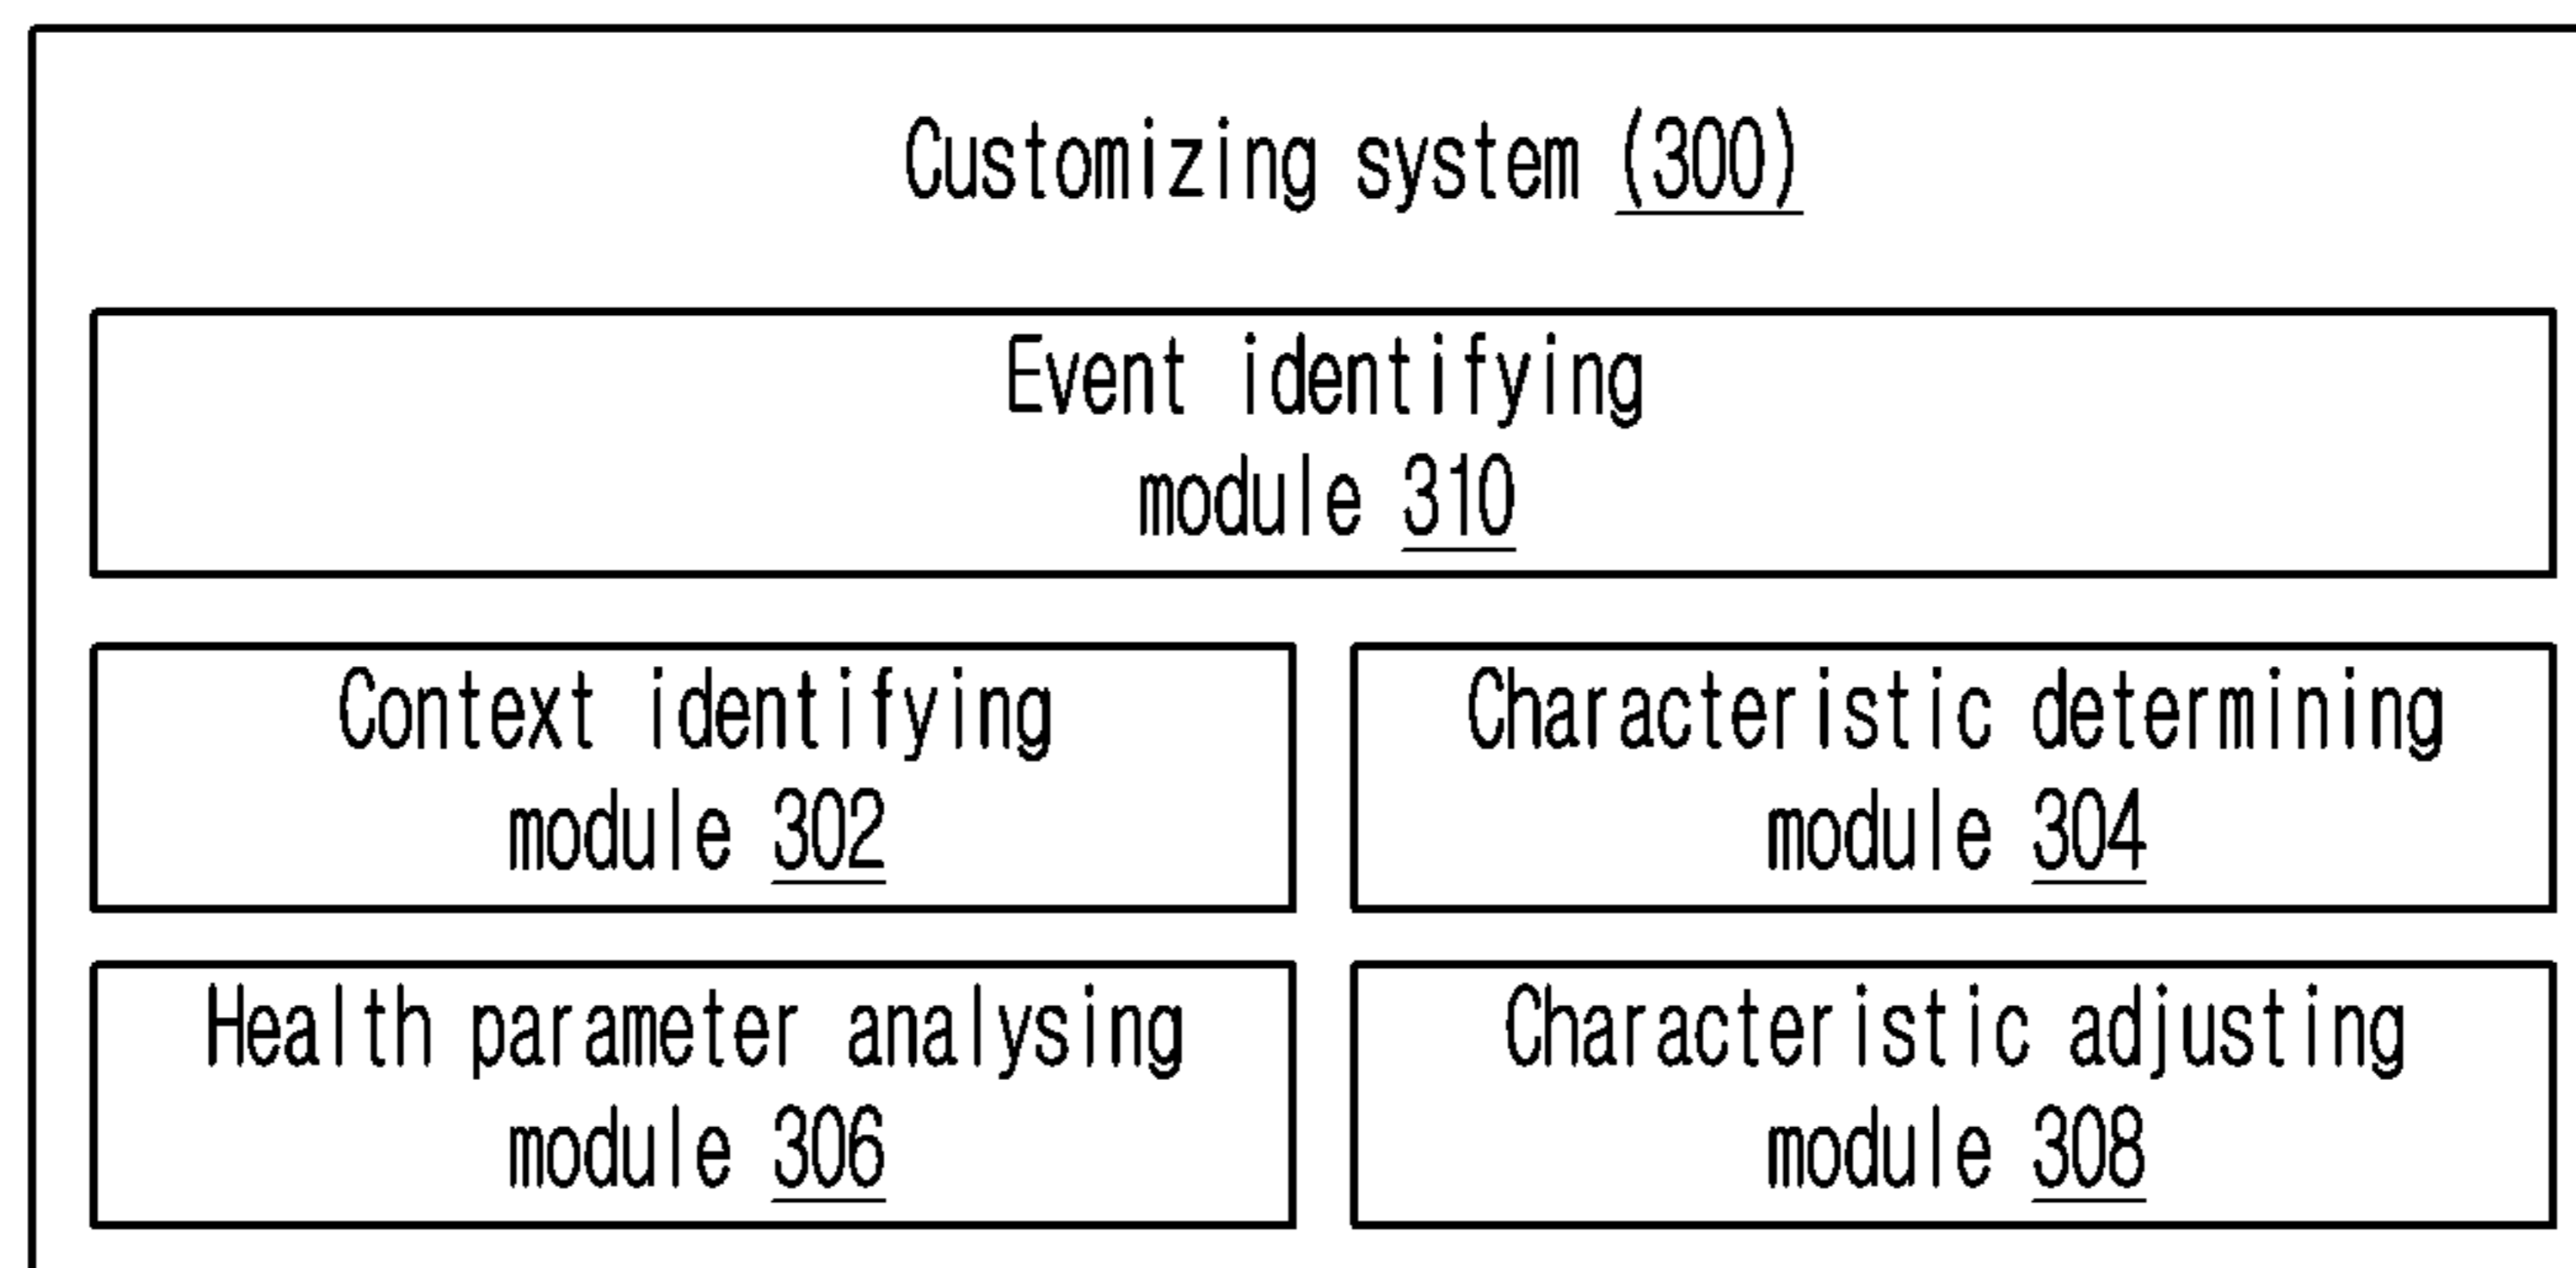 Customizing system (300)
Event identifying
module 310
Context identifying
module 302
Characteristic determining
module 304
Health parameter analysing
module 306
Characteristic adjusting
module 308